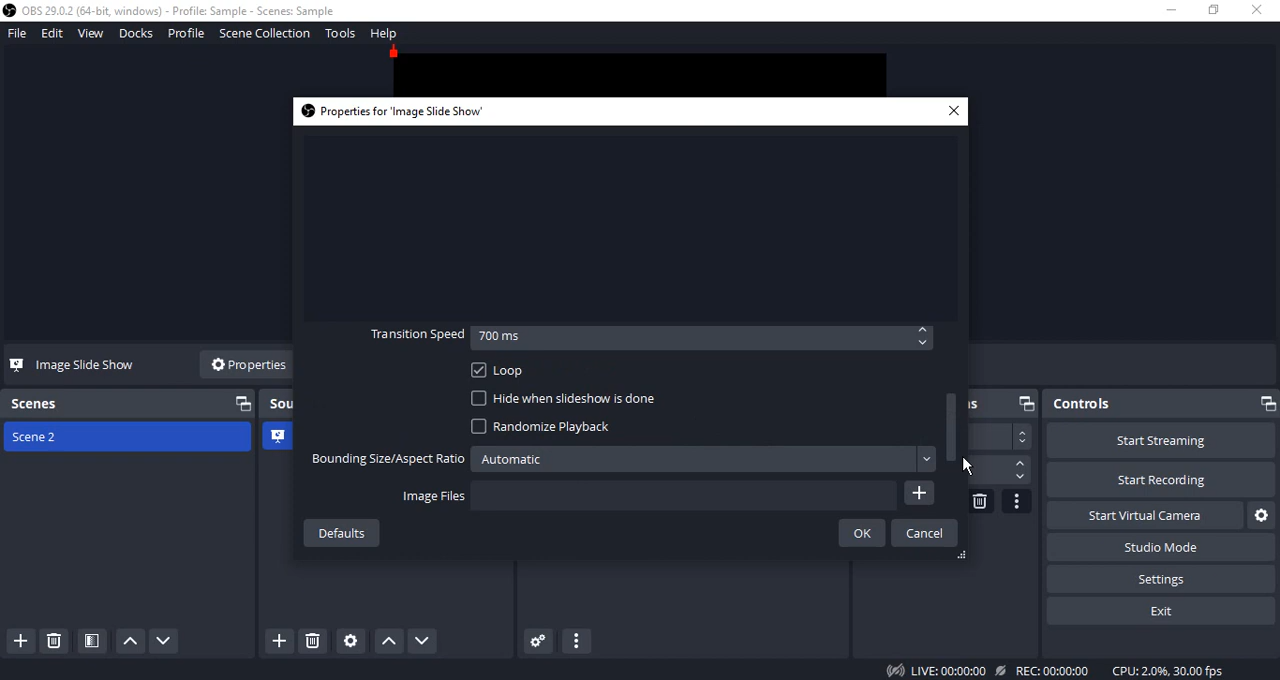 OBS 29.0.2 (64-bit, windows) - Profile: Sample - Scenes: Sample
File Edit View Docks Profile Scene Collection Tools Help
Properties for 'Image Slide Show'
Transition Speed 700 ms
Loop
Hide when slideshow is done
Randomize Playback
Bounding Size/Aspect Ratio Automatic
Image Files
Defaults OK Cancel
Image Slide Show Properties
Scenes
Scene 2
Sou
ns
Controls
Start Streaming
Start Recording
Start Virtual Camera
Studio Mode
Settings
Exit
LIVE: 00:00:00 REC: 00:00:00 CPU: 2.0%, 30.00 fps